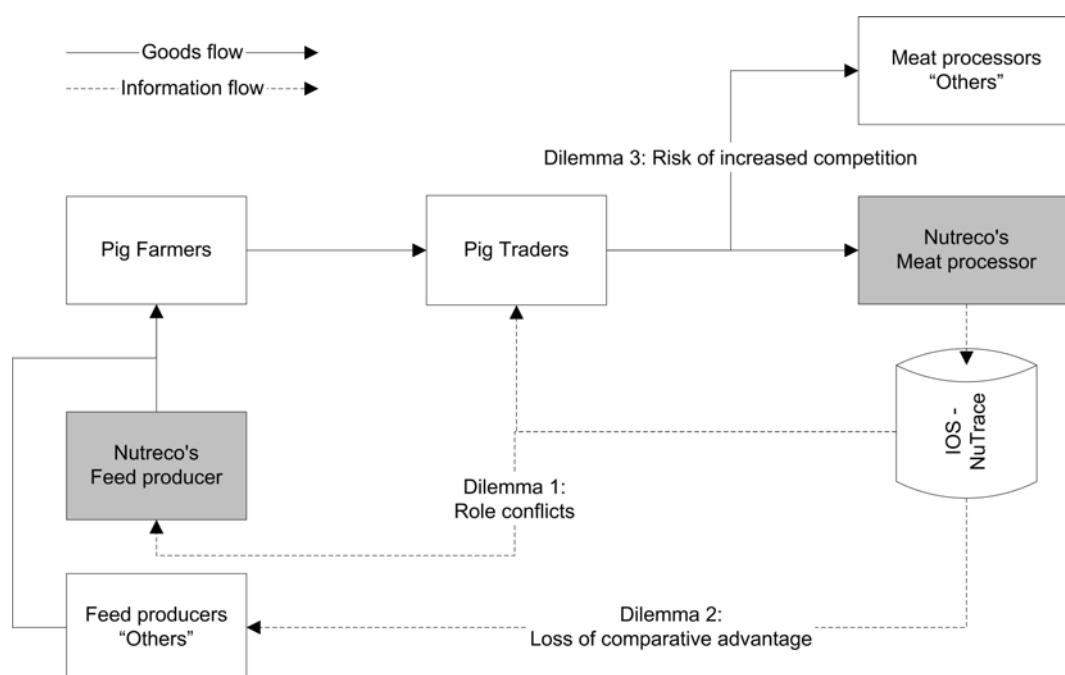 Goods flow
Information flow
Meat processors
“Others”
Dilemma 3: Risk of increased competition
Pig Farmers
Pig Traders
Nutreco's
Meat processor
IOS -
NuTrace
Nutreco's
Feed producer
Dilemma 1:
Role conflicts
Feed producers
“Others”
Dilemma 2:
Loss of comparative advantage